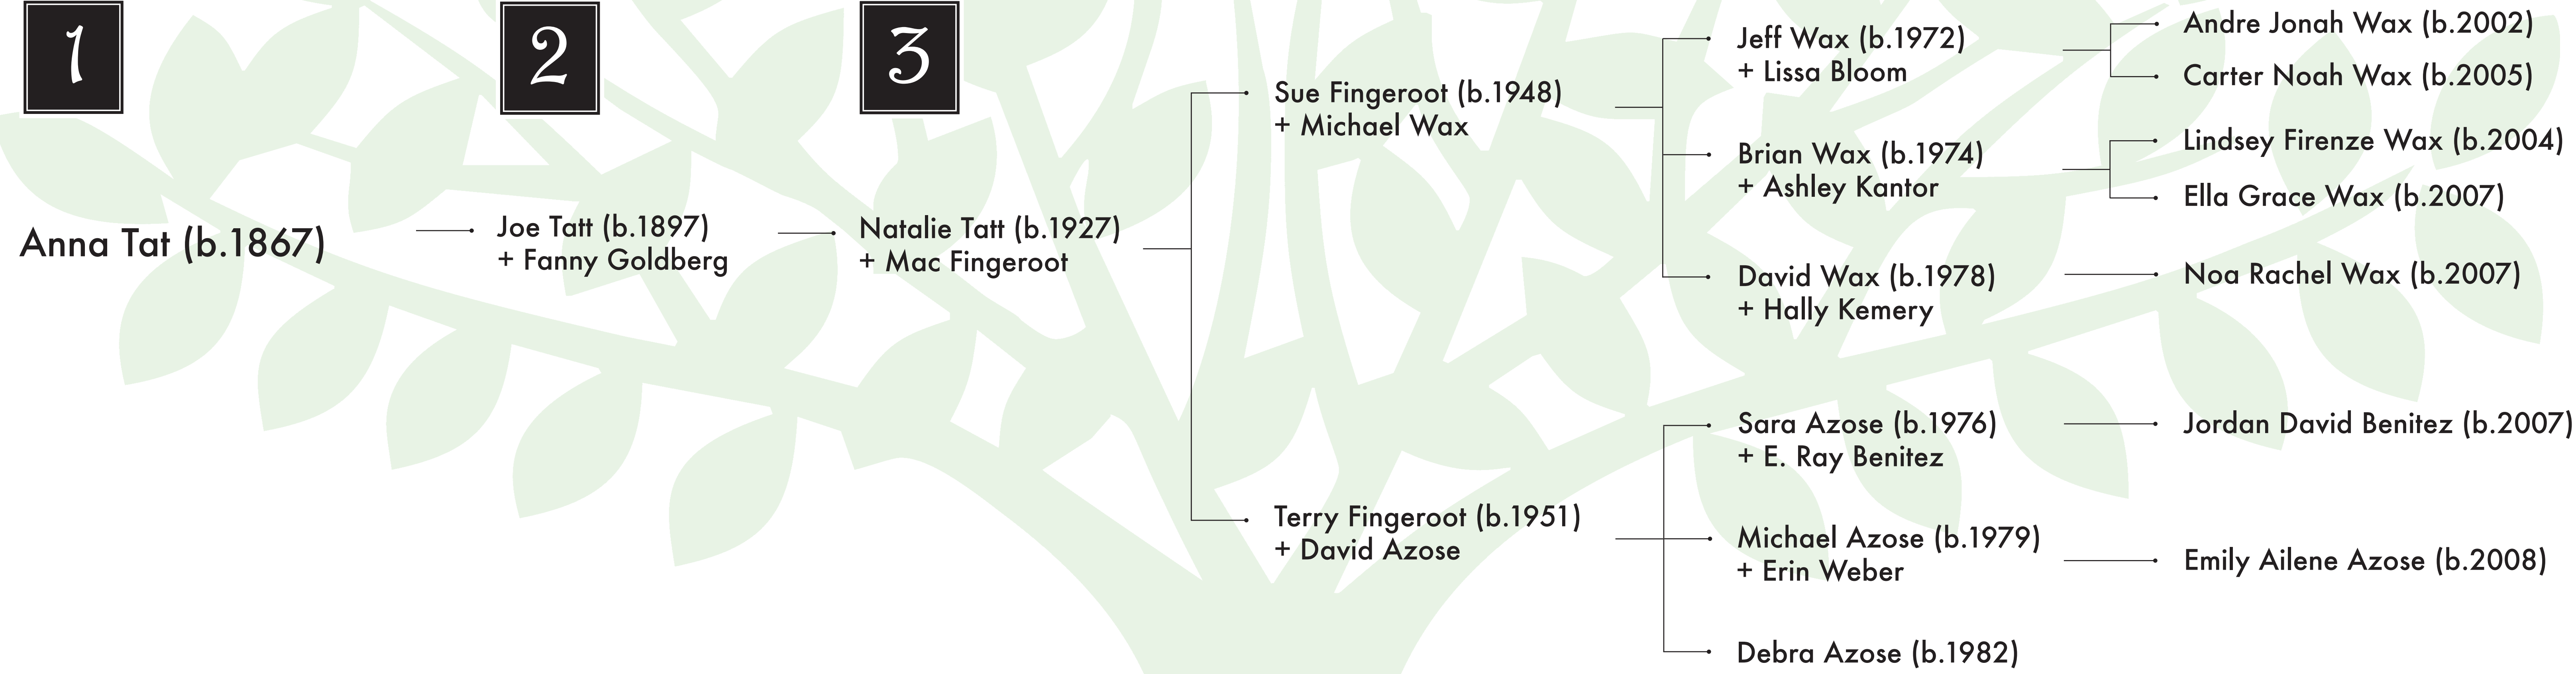 1
2
3
Anna Tat (b.1867)
Joe Tatt (b.1897)
+ Fanny Goldberg
Natalie Tatt (b.1927)
+ Mac Fingeroot
Sue Fingeroot (b.1948)
+ Michael Wax
Jeff Wax (b.1972)
+ Lissa Bloom
Andre Jonah Wax (b.2002)
Carter Noah Wax (b.2005)
Brian Wax (b.1974)
+ Ashley Kantor
Lindsey Firenze Wax (b.2004)
Ella Grace Wax (b.2007)
David Wax (b.1978)
+ Hally Kemery
Noa Rachel Wax (b.2007)
Terry Fingeroot (b.1951)
+ David Azose
Sara Azose (b.1976)
+ E. Ray Benitez
Jordan David Benitez (b.2007)
Michael Azose (b.1979)
+ Erin Weber
Emily Ailene Azose (b.2008)
Debra Azose (b.1982)